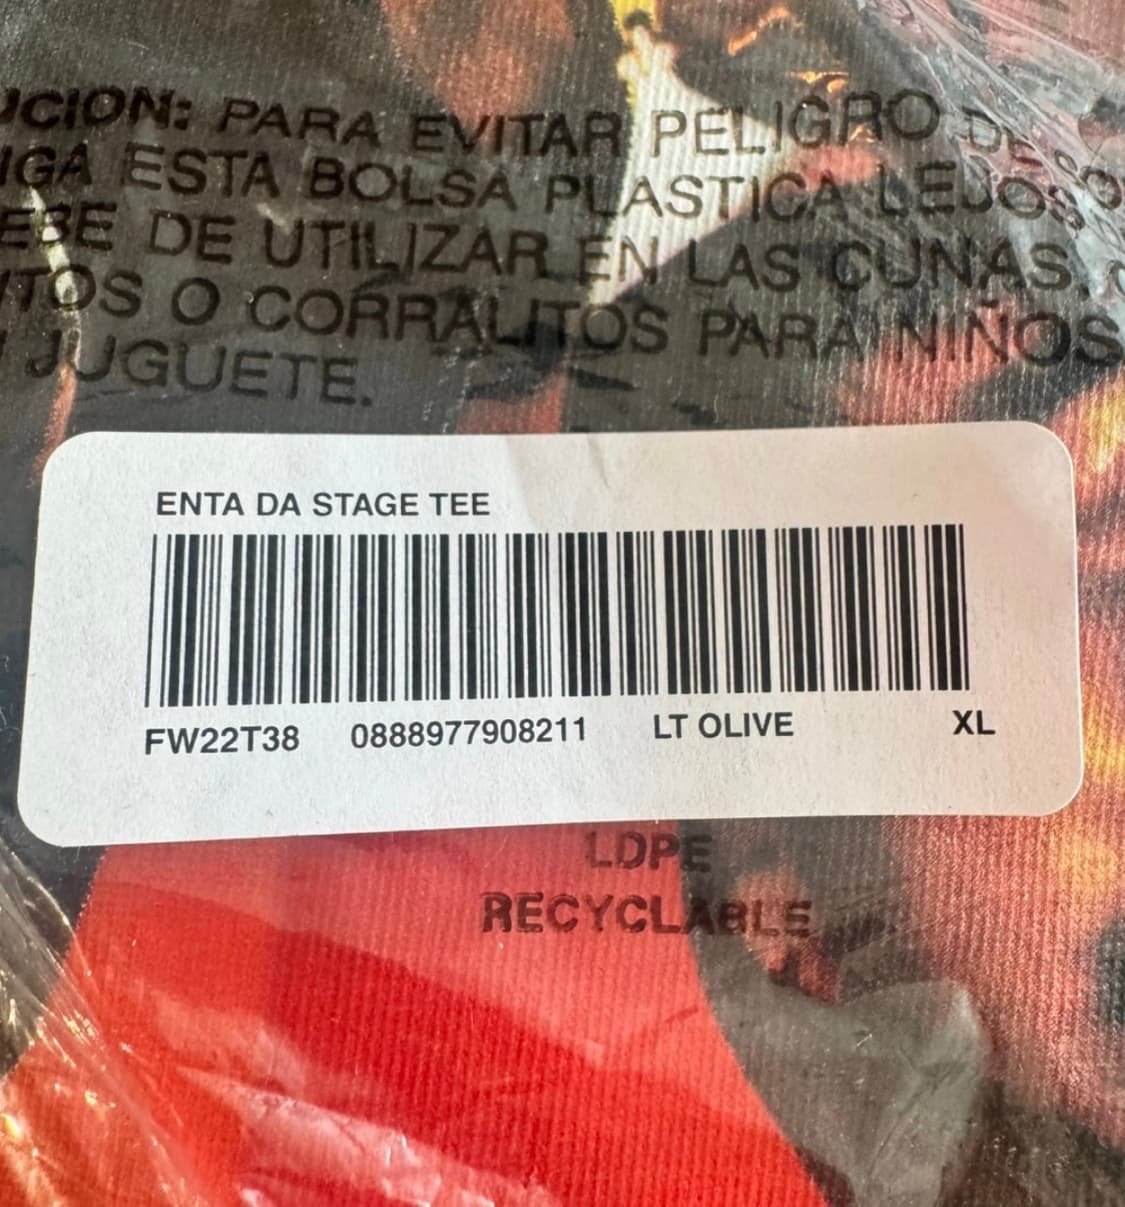 UCION: PARA EVITAR PELIGRO DE
IGA ESTA BOLSA PLASTICA LEJOS
EBE DE UTILIZAR EN LAS CUNAS,
ITOS O CORRALITOS PARA NIÑOS
JUGUETE.
ENTA DA STAGE TEE
FW22T38 0888977908211 LT OLIVE XL
LDPE
RECYCLABLE